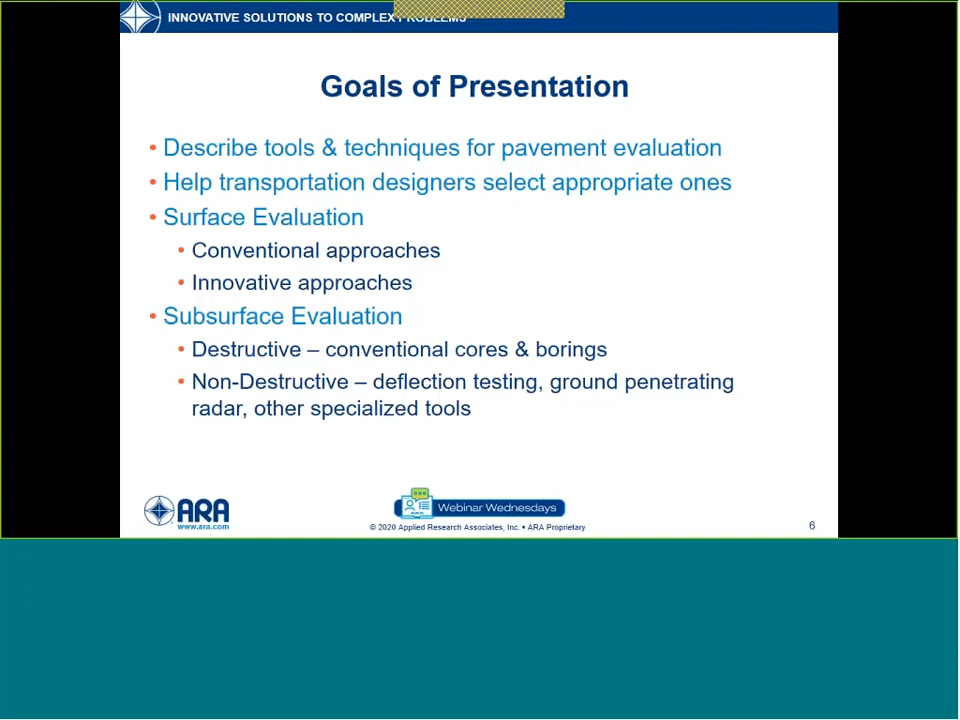 INNOVATIVE SOLUTIONS TO COMPLEX PROBLEMS
Goals of Presentation
• Describe tools & techniques for pavement evaluation
• Help transportation designers select appropriate ones
• Surface Evaluation
• Conventional approaches
• Innovative approaches
• Subsurface Evaluation
• Destructive – conventional cores & borings
• Non-Destructive – deflection testing, ground penetrating
radar, other specialized tools
ARA
www.ara.com
Webinar Wednesdays
© 2020 Applied Research Associates, Inc. • ARA Proprietary
6